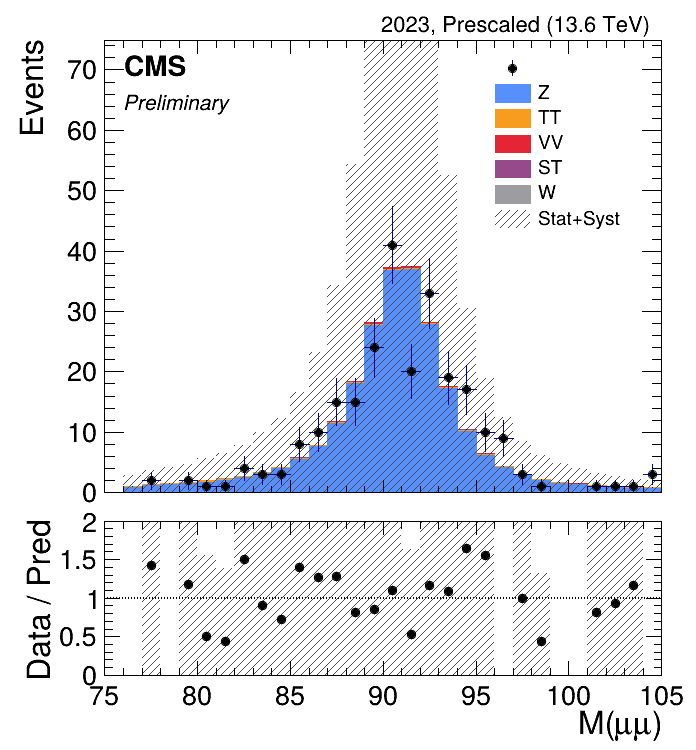 2023, Prescaled (13.6 TeV)
CMS
Preliminary
Events
70
60
50
40
30
20
10
0
Z
TT
VV
ST
W
Stat+Syst
Data / Pred
2
1.5
1
0.5
0
75 80 85 90 95 100 105
M(μμ)